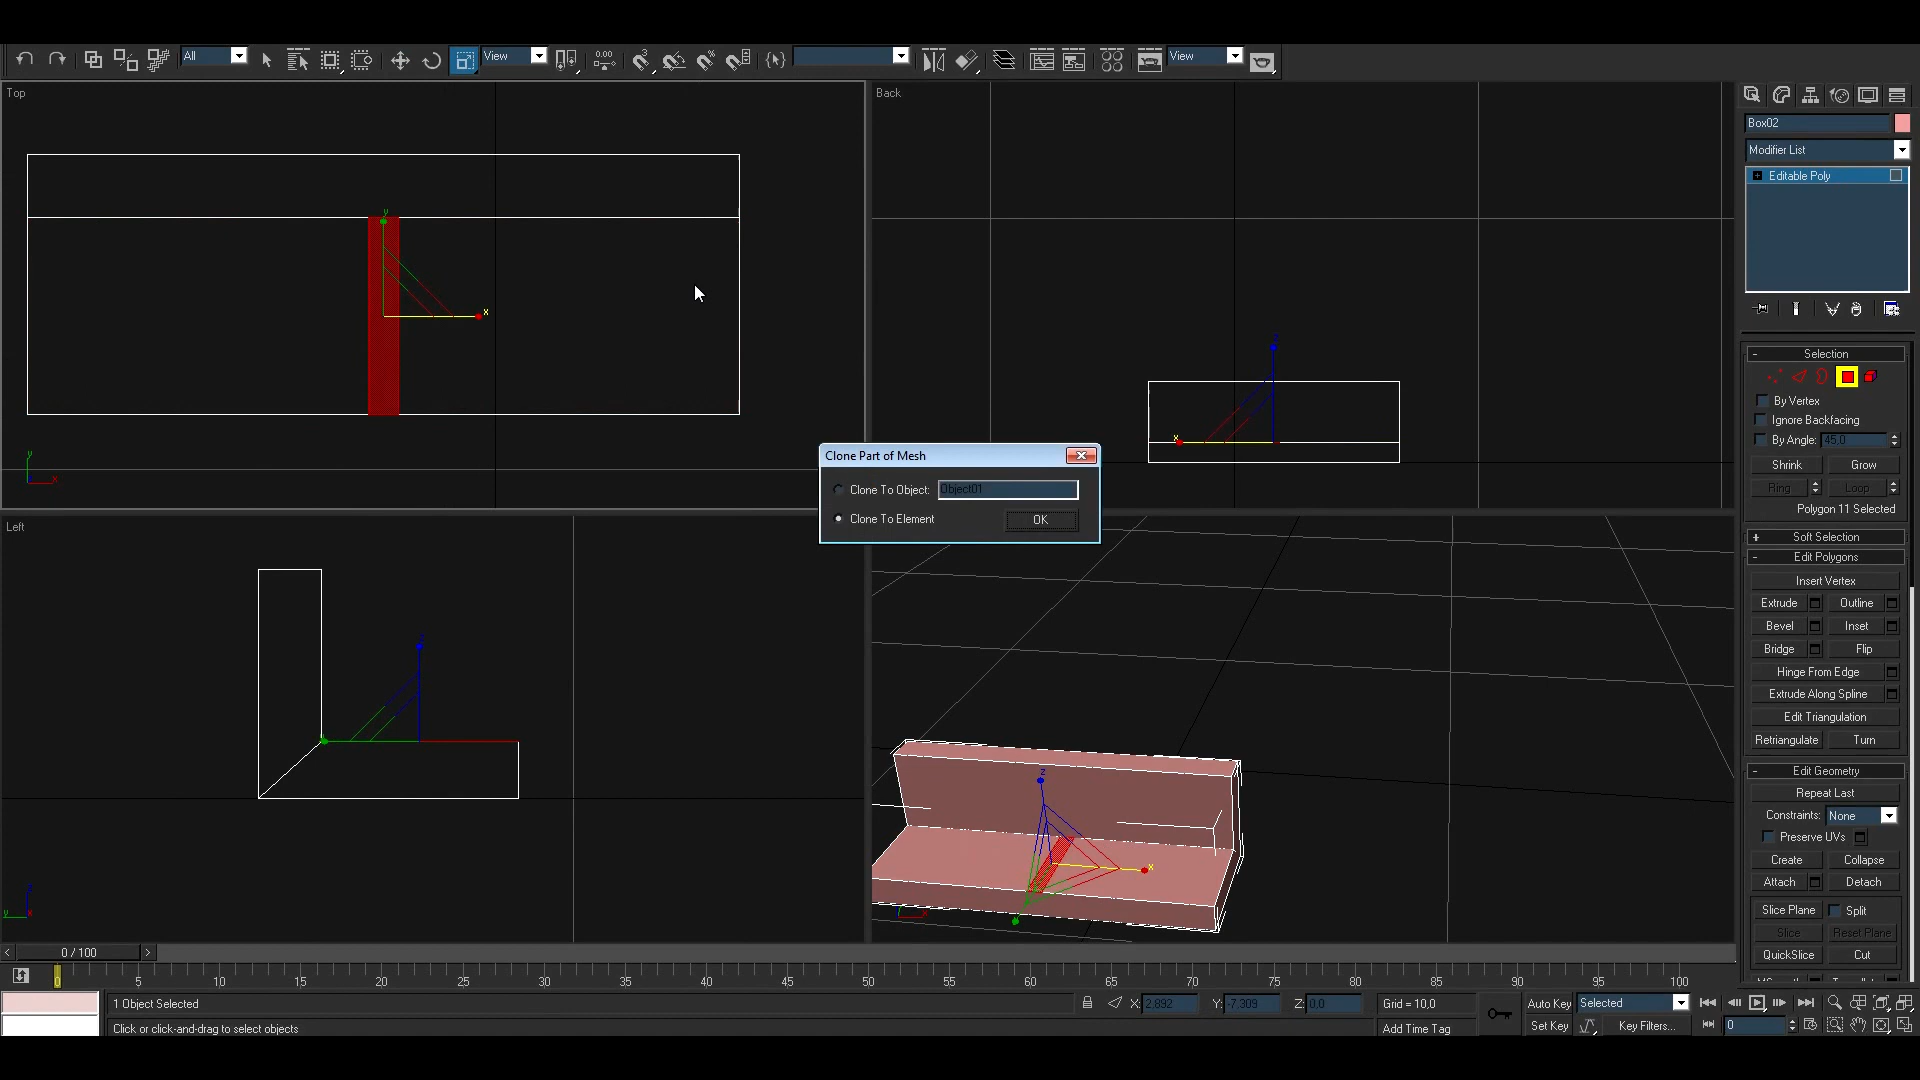 All
View
View
Top
Back
Left
y
x
y
x
z
x
z
z
y
x
z
x
Clone Part of Mesh
Clone To Object: Object01
Clone To Element
OK
Box02
Modifier List
Editable Poly
- Selection
By Vertex
Ignore Backfacing
By Angle: 45,0
Shrink Grow
Ring Loop
Polygon 11 Selected
+ Soft Selection
- Edit Polygons
Insert Vertex
Extrude Outline
Bevel Inset
Bridge Flip
Hinge From Edge
Extrude Along Spline
Edit Triangulation
Retriangulate Turn
- Edit Geometry
Repeat Last
Constraints: None
Preserve UVs
Create Collapse
Attach Detach
Slice Plane Split
Slice Reset Plane
QuickSlice Cut
< 0 / 100 >
0 5 10 15 20 25 30 35 40 45 50 55 60 65 70 75 80 85 90 95 100
1 Object Selected X: 2,892 Y: -7,309 Z: 0,0 Grid = 10,0 Auto Key Selected
Click or click-and-drag to select objects Add Time Tag Set Key Key Filters... 0